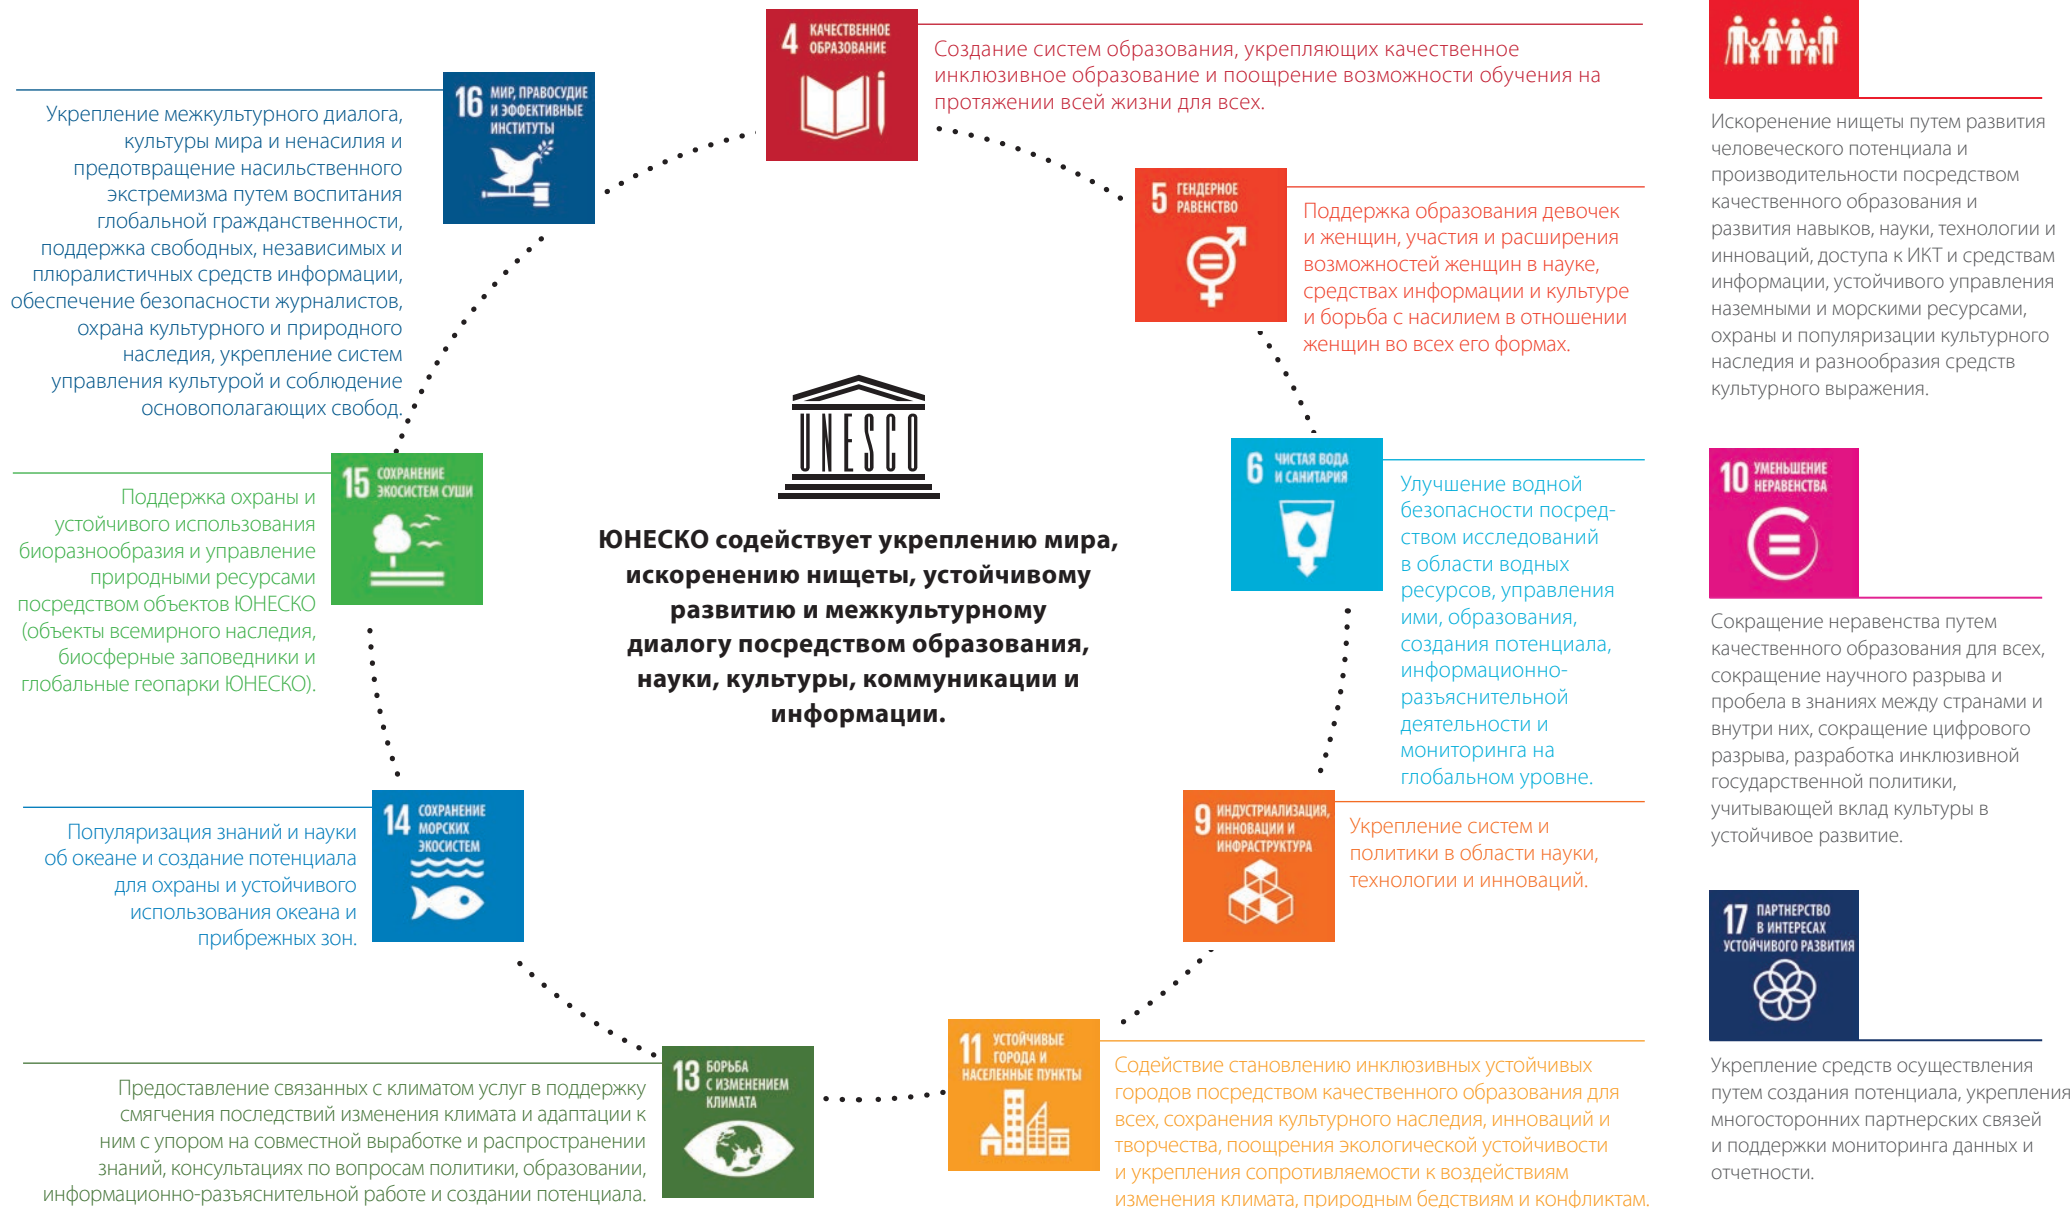 4 КАЧЕСТВЕННОЕ
ОБРАЗОВАНИЕ
Создание систем образования, укрепляющих качественное
инклюзивное образование и поощрение возможности обучения на
протяжении всей жизни для всех.
5 ГЕНДЕРНОЕ
РАВЕНСТВО
Поддержка образования девочек
и женщин, участия и расширения
возможностей женщин в науке,
средствах информации и культуре
и борьба с насилием в отношении
женщин во всех его формах.
6 ЧИСТАЯ ВОДА
И САНИТАРИЯ
Улучшение водной
безопасности посред-
ством исследований
в области водных
ресурсов, управления
ими, образования,
создания потенциала,
информационно-
разъяснительной
деятельности и
мониторинга на
глобальном уровне.
9 ИНДУСТРИАЛИЗАЦИЯ,
ИННОВАЦИИ И
ИНФРАСТРУКТУРА
Укрепление систем и
политики в области науки,
технологии и инноваций.
11 УСТОЙЧИВЫЕ
ГОРОДА И
НАСЕЛЕННЫЕ ПУНКТЫ
Содействие становлению инклюзивных устойчивых
городов посредством качественного образования для
всех, сохранения культурного наследия, инноваций и
творчества, поощрения экологической устойчивости
и укрепления сопротивляемости к воздействиям
изменения климата, природным бедствиям и конфликтам.
13 БОРЬБА
С ИЗМЕНЕНИЕМ
КЛИМАТА
Предоставление связанных с климатом услуг в поддержку
смягчения последствий изменения климата и адаптации к
ним с упором на совместной выработке и распространении
знаний, консультациях по вопросам политики, образовании,
информационно-разъяснительной работе и создании потенциала.
14 СОХРАНЕНИЕ
МОРСКИХ
ЭКОСИСТЕМ
Популяризация знаний и науки
об океане и создание потенциала
для охраны и устойчивого
использования океана и
прибрежных зон.
15 СОХРАНЕНИЕ
ЭКОСИСТЕМ СУШИ
Поддержка охраны и
устойчивого использования
биоразнообразия и управление
природными ресурсами
посредством объектов ЮНЕСКО
(объекты всемирного наследия,
биосферные заповедники и
глобальные геопарки ЮНЕСКО).
16 МИР, ПРАВОСУДИЕ
И ЭФФЕКТИВНЫЕ
ИНСТИТУТЫ
Укрепление межкультурного диалога,
культуры мира и ненасилия и
предотвращение насильственного
экстремизма путем воспитания
глобальной гражданственности,
поддержка свободных, независимых и
плюралистичных средств информации,
обеспечение безопасности журналистов,
охрана культурного и природного
наследия, укрепление систем
управления культурой и соблюдение
основополагающих свобод.
UNESCO
ЮНЕСКО содействует укреплению мира,
искоренению нищеты, устойчивому
развитию и межкультурному
диалогу посредством образования,
науки, культуры, коммуникации и
информации.
Искоренение нищеты путем развития
человеческого потенциала и
производительности посредством
качественного образования и
развития навыков, науки, технологии и
инноваций, доступа к ИКТ и средствам
информации, устойчивого управления
наземными и морскими ресурсами,
охраны и популяризации культурного
наследия и разнообразия средств
культурного выражения.
10 УМЕНЬШЕНИЕ
НЕРАВЕНСТВА
Сокращение неравенства путем
качественного образования для всех,
сокращение научного разрыва и
пробела в знаниях между странами и
внутри них, сокращение цифрового
разрыва, разработка инклюзивной
государственной политики,
учитывающей вклад культуры в
устойчивое развитие.
17 ПАРТНЕРСТВО
В ИНТЕРЕСАХ
УСТОЙЧИВОГО РАЗВИТИЯ
Укрепление средств осуществления
путем создания потенциала, укрепления
многосторонних партнерских связей
и поддержки мониторинга данных и
отчетности.